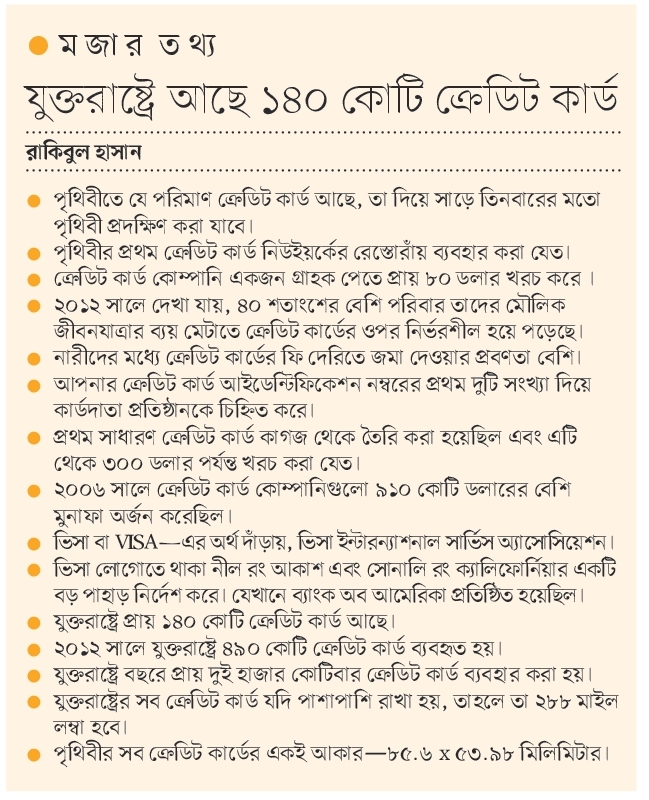 মজার তথ্য
যুক্তরাষ্ট্রে আছে ১৪০ কোটি ক্রেডিট কার্ড
রাকিবুল হাসান
পৃথিবীতে যে পরিমাণ ক্রেডিট কার্ড আছে, তা দিয়ে সাড়ে তিনবারের মতো
পৃথিবী প্রদক্ষিণ করা যাবে।
পৃথিবীর প্রথম ক্রেডিট কার্ড নিউইয়র্কের রেস্তোরাঁয় ব্যবহার করা যেত।
ক্রেডিট কার্ড কোম্পানি একজন গ্রাহক পেতে প্রায় ৮০ ডলার খরচ করে ।
২০১২ সালে দেখা যায়, ৪০ শতাংশের বেশি পরিবার তাদের মৌলিক
জীবনযাত্রার ব্যয় মেটাতে ক্রেডিট কার্ডের ওপর নির্ভরশীল হয়ে পড়েছে।
নারীদের মধ্যে ক্রেডিট কার্ডের ফি দেরিতে জমা দেওয়ার প্রবণতা বেশি।
আপনার ক্রেডিট কার্ড আইডেন্টিফিকেশন নম্বরের প্রথম দুটি সংখ্যা দিয়ে
কার্ডদাতা প্রতিষ্ঠানকে চিহ্নিত করে।
প্রথম সাধারণ ক্রেডিট কার্ড কাগজ থেকে তৈরি করা হয়েছিল এবং এটি
থেকে ৩০০ ডলার পর্যন্ত খরচ করা যেত।
২০০৬ সালে ক্রেডিট কার্ড কোম্পানিগুলো ৯১০ কোটি ডলারের বেশি
মুনাফা অর্জন করেছিল।
ভিসা বা VISA—এর অর্থ দাঁড়ায়, ভিসা ইন্টারন্যাশনাল সার্ভিস অ্যাসোসিয়েশন।
ভিসা লোগোতে থাকা নীল রং আকাশ এবং সোনালি রং ক্যালিফোর্নিয়ার একটি
বড় পাহাড় নির্দেশ করে। যেখানে ব্যাংক অব আমেরিকা প্রতিষ্ঠিত হয়েছিল।
যুক্তরাষ্ট্রে প্রায় ১৪০ কোটি ক্রেডিট কার্ড আছে।
২০১২ সালে যুক্তরাষ্ট্রে ৪৯০ কোটি ক্রেডিট কার্ড ব্যবহৃত হয়।
যুক্তরাষ্ট্রে বছরে প্রায় দুই হাজার কোটিবার ক্রেডিট কার্ড ব্যবহার করা হয়।
যুক্তরাষ্ট্রের সব ক্রেডিট কার্ড যদি পাশাপাশি রাখা হয়, তাহলে তা ২৮৮ মাইল
লম্বা হবে।
পৃথিবীর সব ক্রেডিট কার্ডের একই আকার—৮৫.৬ x ৫৩.৯৮ মিলিমিটার।